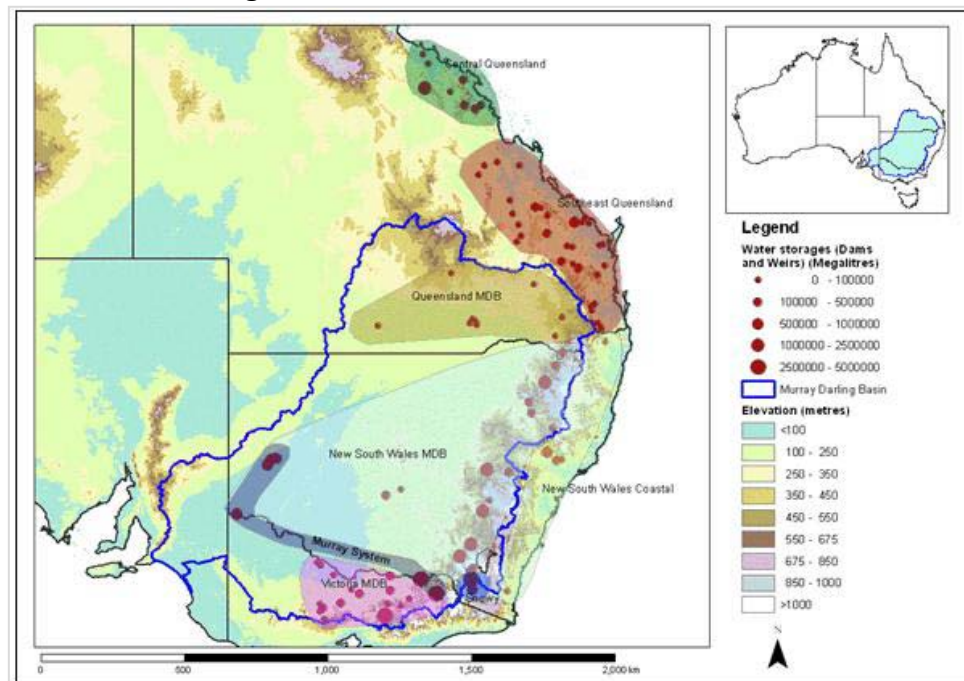 Central Queensland
Southeast Queensland
Queensland MDB
New South Wales MDB
New South Wales Coastal
Murray System
Victoria MDB
Snowy
Legend
Water storages (Dams
and Weirs) (Megalitres)
0 - 100000
100000 - 500000
500000 - 1000000
1000000 - 2500000
2500000 - 5000000
Murray Darling Basin
Elevation (metres)
<100
100 - 250
250 - 350
350 - 450
450 - 550
550 - 675
675 - 850
850 - 1000
>1000
N
0 500 1,000 1,500 2,000 km